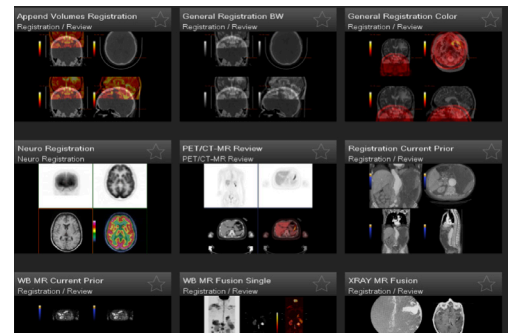 Append Volumes Registration
Registration / Review
General Registration BW
Registration / Review
General Registration Color
Registration / Review
Neuro Registration
Neuro Registration
PET/CT-MR Review
PET/CT-MR Review
Registration Current Prior
Registration / Review
WB MR Current Prior
Registration / Review
WB MR Fusion Single
Registration / Review
XRAY MR Fusion
Registration / Review